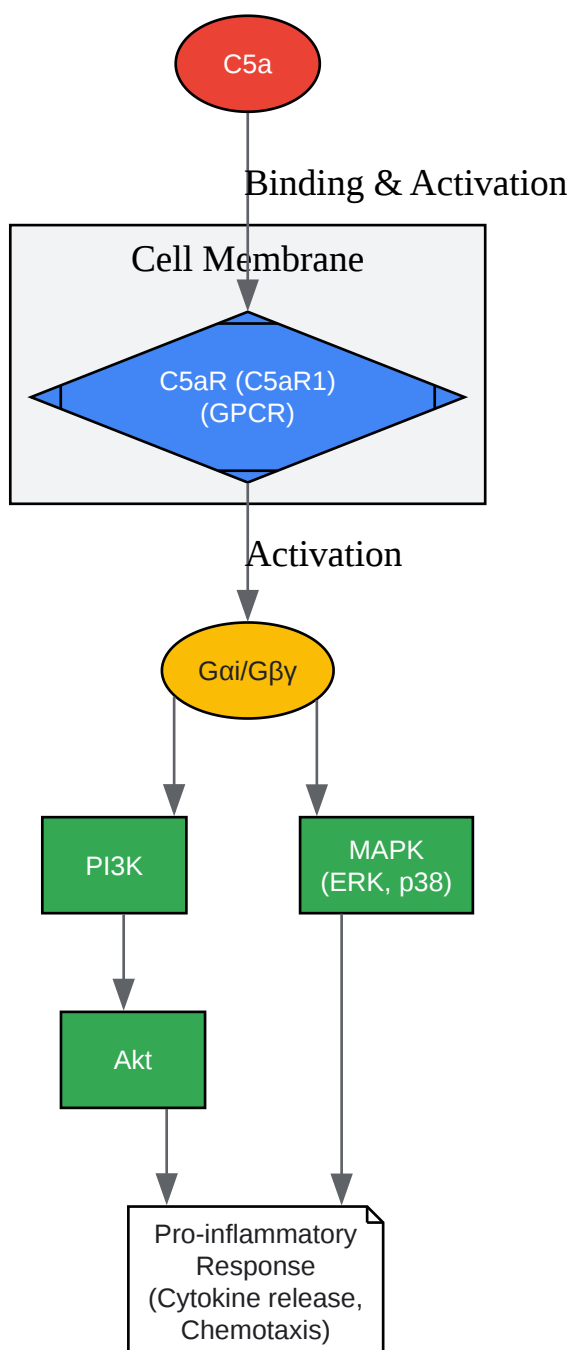 C5a
Binding & Activation
Cell Membrane
C5aR (C5aR1)
(GPCR)
Activation
Gαi/Gβγ
PI3K
MAPK
(ERK, p38)
Akt
Pro-inflammatory
Response
(Cytokine release,
Chemotaxis)